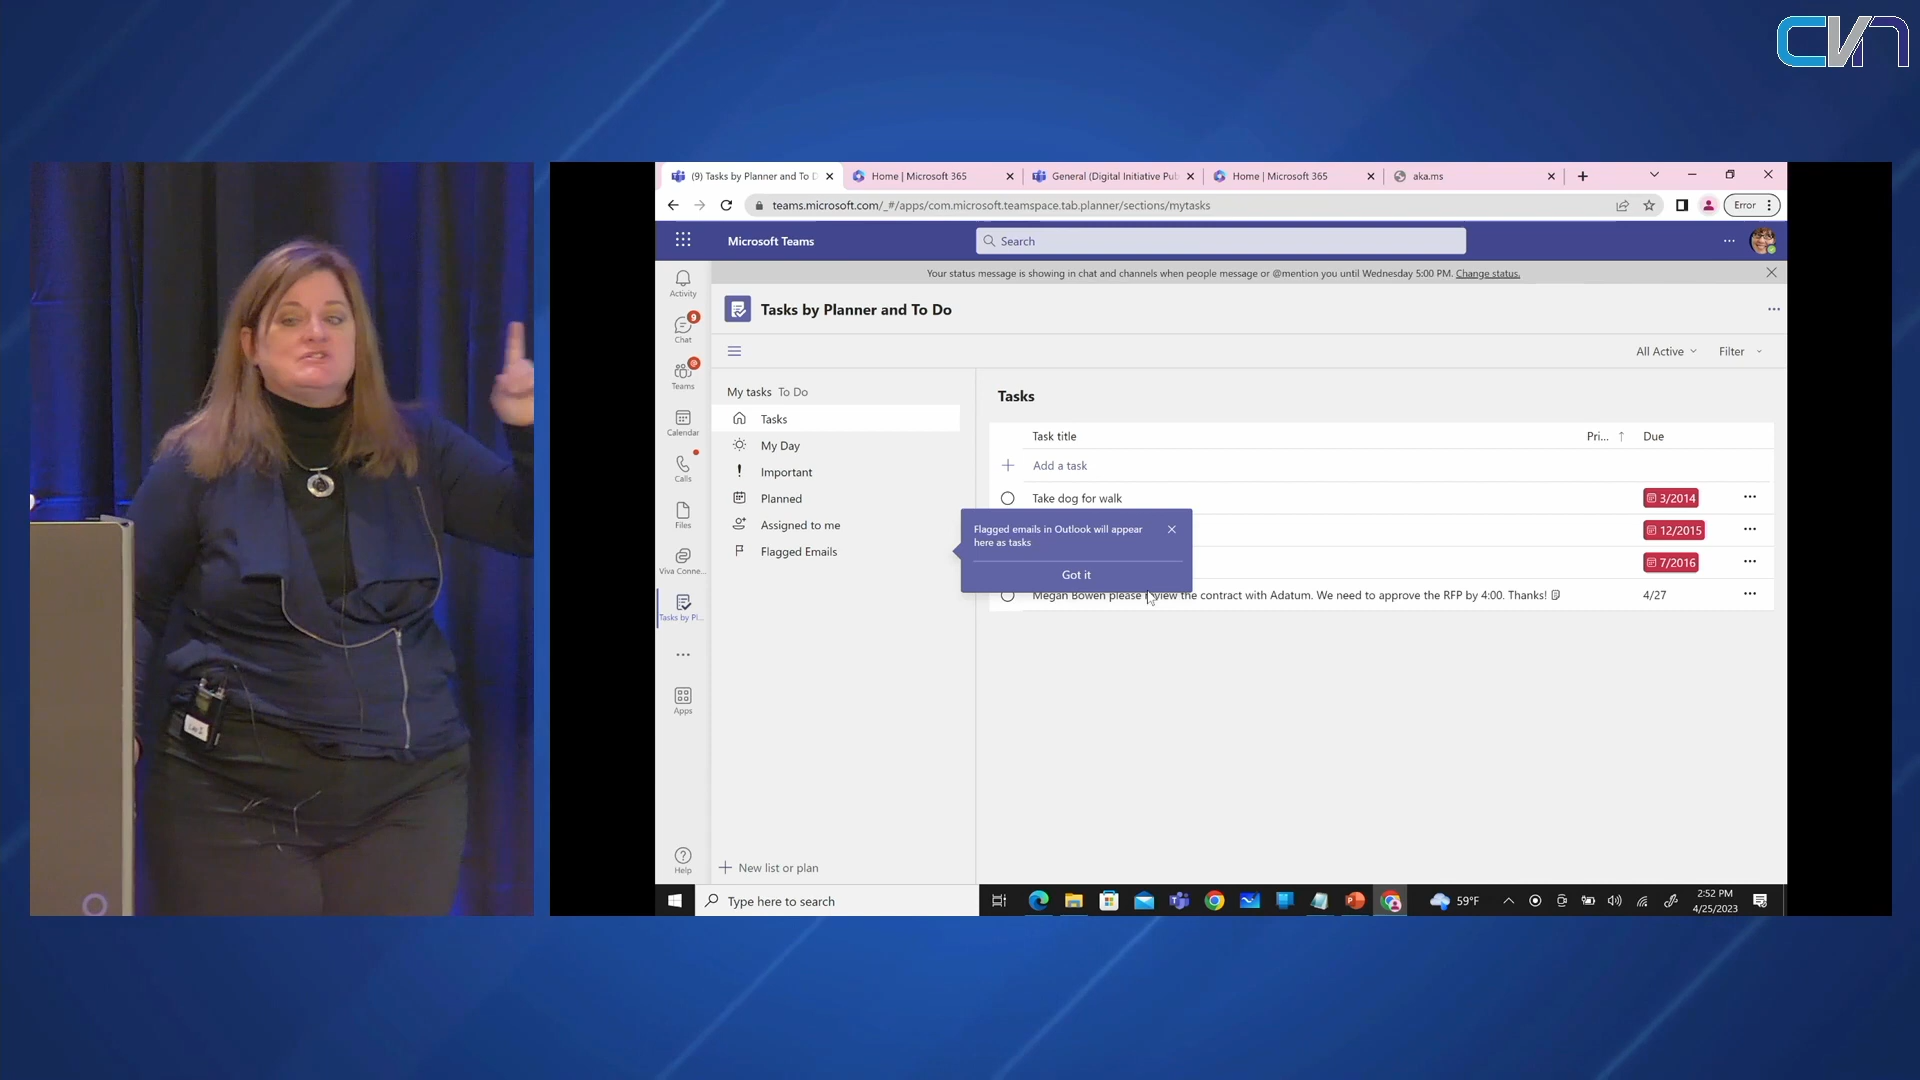 CVN
(9) Tasks by Planner and To D
Home | Microsoft 365
General (Digital Initiative Pub
Home | Microsoft 365
aka.ms
teams.microsoft.com/_#/apps/com.microsoft.teamspace.tab.planner/sections/mytasks
Error
Microsoft Teams
Search
Your status message is showing in chat and channels when people message or @mention you until Wednesday 5:00 PM. Change status.
Activity
9
Chat
Teams
Calendar
Calls
Files
Viva Conne...
Tasks by Pl...
Apps
Help
Tasks by Planner and To Do
All Active
Filter
My tasks To Do
Tasks
My Day
Important
Planned
Assigned to me
Flagged Emails
New list or plan
Tasks
Task title
Pri...
Due
Add a task
Take dog for walk
3/2014
12/2015
7/2016
Flagged emails in Outlook will appear
here as tasks
Got it
Megan Bowen please review the contract with Adatum. We need to approve the RFP by 4:00. Thanks!
4/27
Type here to search
59°F
2:52 PM
4/25/2023